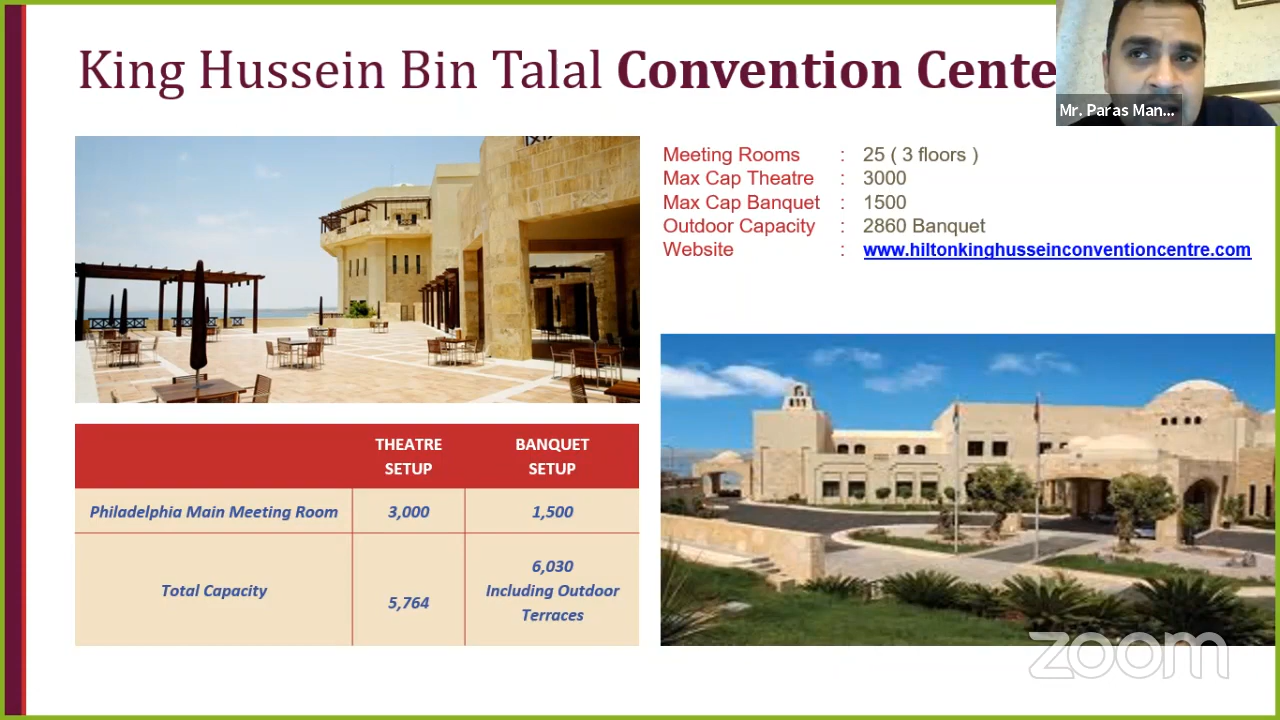 King Hussein Bin Talal Convention Cente
Mr. Paras Man...
Meeting Rooms : 25 ( 3 floors )
Max Cap Theatre : 3000
Max Cap Banquet : 1500
Outdoor Capacity : 2860 Banquet
Website : www.hiltonkinghusseinconventioncentre.com
THEATRE SETUP
BANQUET SETUP
Philadelphia Main Meeting Room 3,000 1,500
Total Capacity 5,764 6,030
Including Outdoor
Terraces
zoom